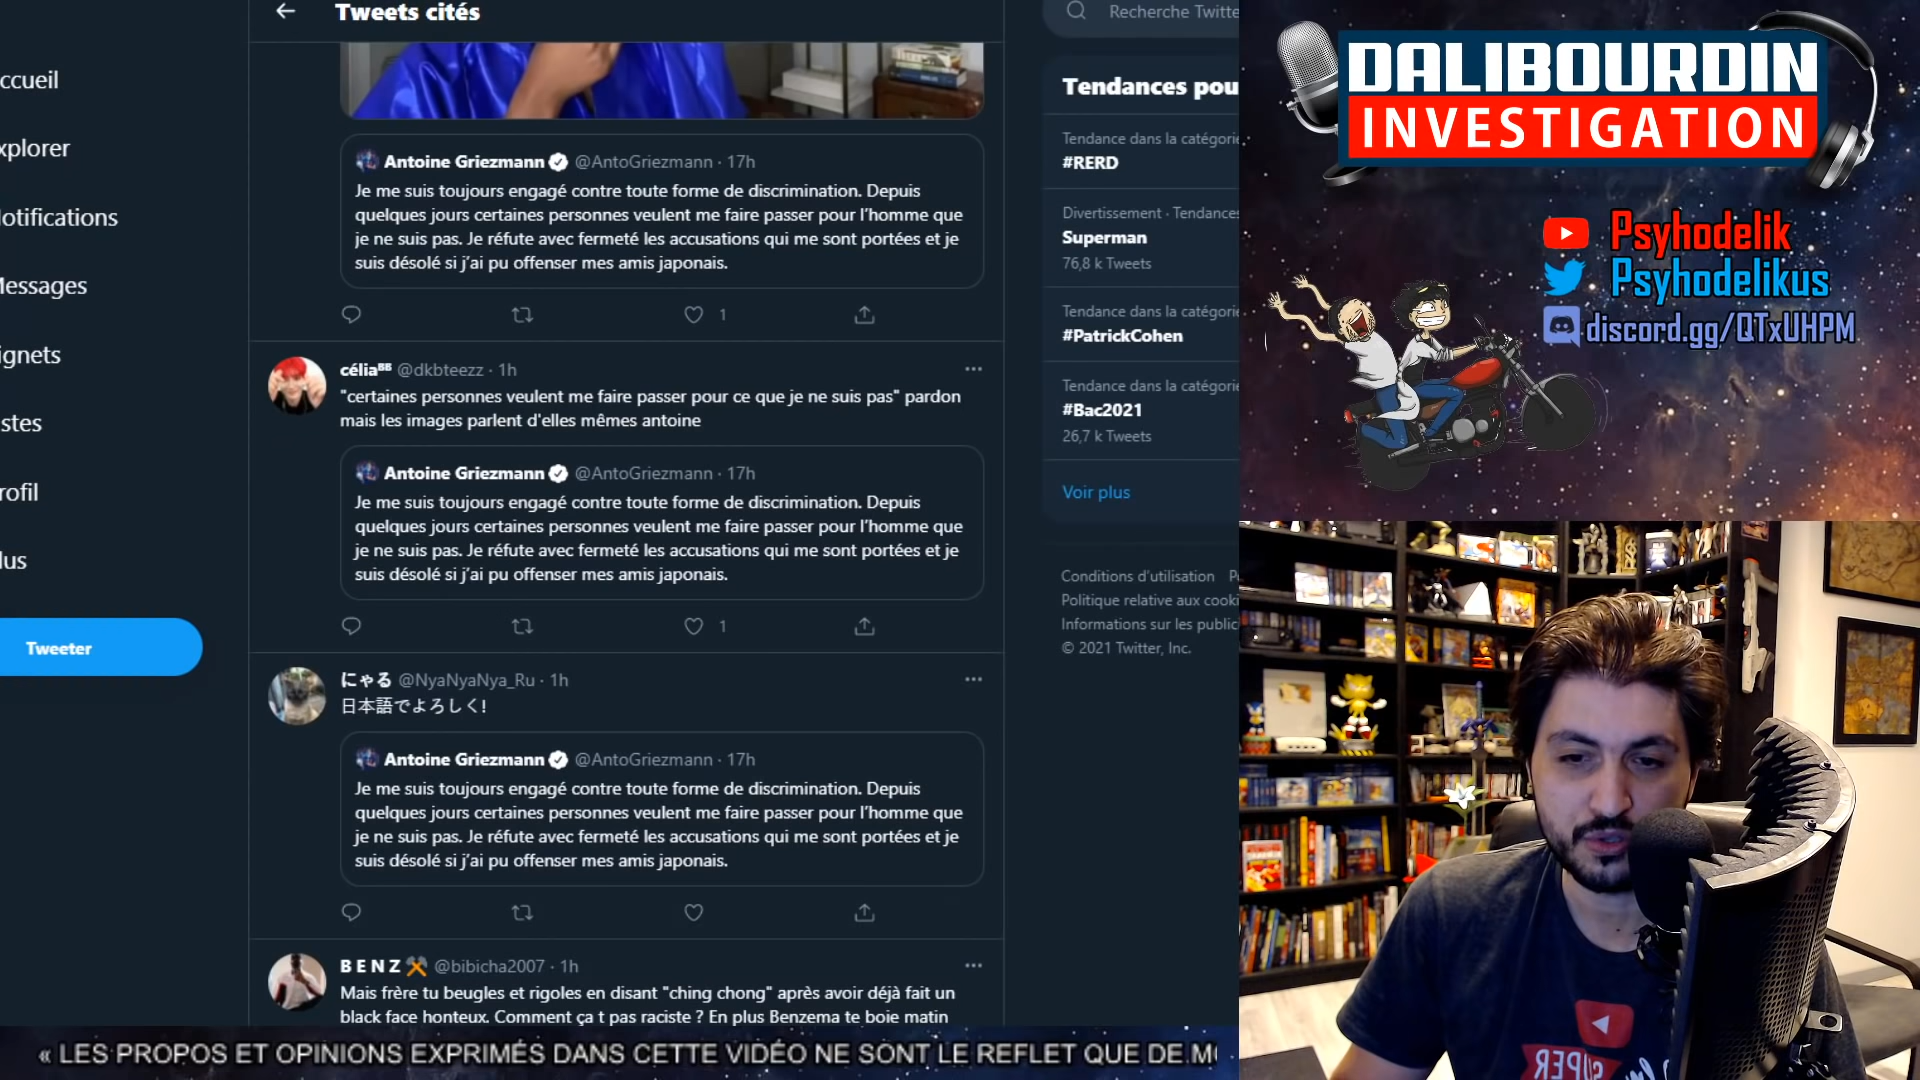 Tweets cités
Recherche Twitte
ccueil
xplorer
otifications
Messages
ignets
stes
rofil
lus
Tweeter
Antoine Griezmann @AntoGriezmann · 17h
Je me suis toujours engagé contre toute forme de discrimination. Depuis
quelques jours certaines personnes veulent me faire passer pour l’homme que
je ne suis pas. Je réfute avec fermeté les accusations qui me sont portées et je
suis désolé si j’ai pu offenser mes amis japonais.
1
céliaᴮᴮ @dkbteezz · 1h
"certaines personnes veulent me faire passer pour ce que je ne suis pas" pardon
mais les images parlent d'elles mêmes antoine
Antoine Griezmann @AntoGriezmann · 17h
Je me suis toujours engagé contre toute forme de discrimination. Depuis
quelques jours certaines personnes veulent me faire passer pour l’homme que
je ne suis pas. Je réfute avec fermeté les accusations qui me sont portées et je
suis désolé si j’ai pu offenser mes amis japonais.
1
にゃる @NyaNyaNya_Ru · 1h
日本語でよろしく!
Antoine Griezmann @AntoGriezmann · 17h
Je me suis toujours engagé contre toute forme de discrimination. Depuis
quelques jours certaines personnes veulent me faire passer pour l’homme que
je ne suis pas. Je réfute avec fermeté les accusations qui me sont portées et je
suis désolé si j’ai pu offenser mes amis japonais.
B E N Z @bibicha2007 · 1h
Mais frère tu beugles et rigoles en disant "ching chong" après avoir déjà fait un
black face honteux. Comment ça t pas raciste ? En plus Benzema te boie matin
Tendances pou
Tendance dans la catégorie
#RERD
Divertissement · Tendances
Superman
76,8 k Tweets
Tendance dans la catégorie
#PatrickCohen
Tendance dans la catégorie
#Bac2021
26,7 k Tweets
Voir plus
Conditions d’utilisation
Politique relative aux cooki
Informations sur les public
© 2021 Twitter, Inc.
DALIBOURDIN
INVESTIGATION
Psyhodelik
Psyhodelikus
discord.gg/QTxUHPM
SUPER
« LES PROPOS ET OPINIONS EXPRIMÉS DANS CETTE VIDÉO NE SONT LE REFLET QUE DE M